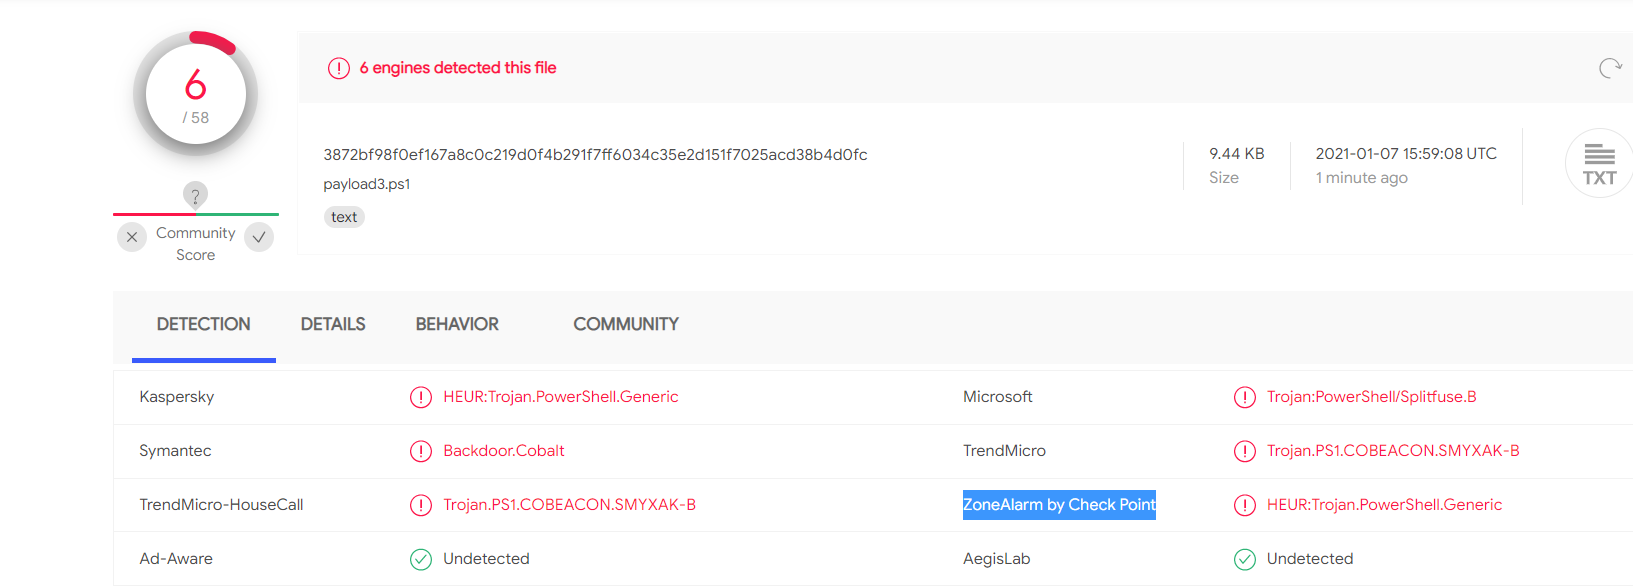 6
/ 58
6 engines detected this file
3872bf98f0ef167a8c0c219d0f4b291f7ff6034c35e2d151f7025acd38b4d0fc
payload3.ps1
text
9.44 KB
Size
2021-01-07 15:59:08 UTC
1 minute ago
TXT
?
Community
Score
DETECTION DETAILS BEHAVIOR COMMUNITY
Kaspersky HEUR:Trojan.PowerShell.Generic Microsoft Trojan:PowerShell/Splitfuse.B
Symantec Backdoor.Cobalt TrendMicro Trojan.PS1.COBEACON.SMYXAK-B
TrendMicro-HouseCall Trojan.PS1.COBEACON.SMYXAK-B ZoneAlarm by Check Point HEUR:Trojan.PowerShell.Generic
Ad-Aware Undetected AegisLab Undetected